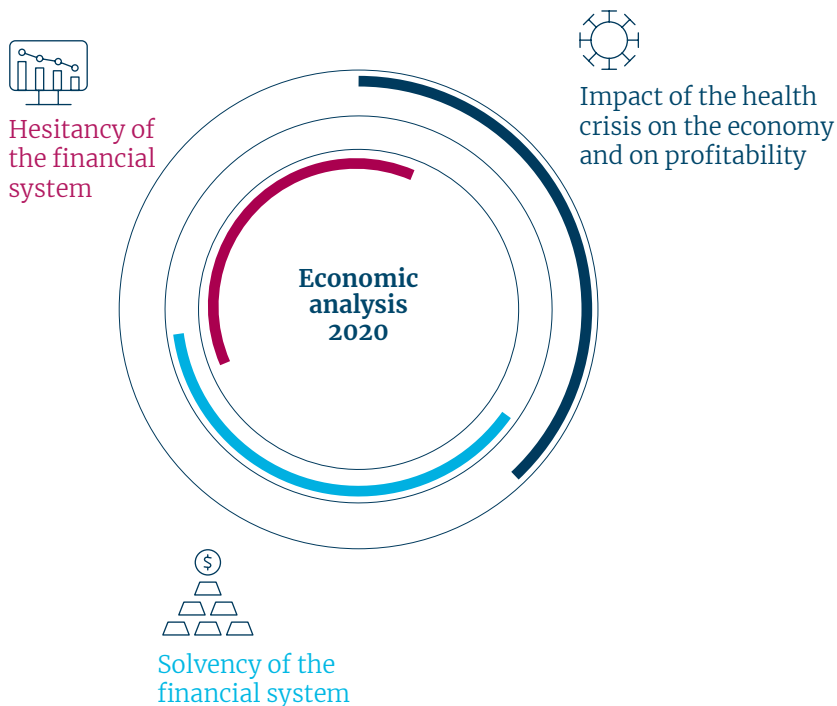 Hesitancy of
the financial
system
Impact of the health
crisis on the economy
and on profitability
Economic
analysis
2020
$
Solvency of the
financial system